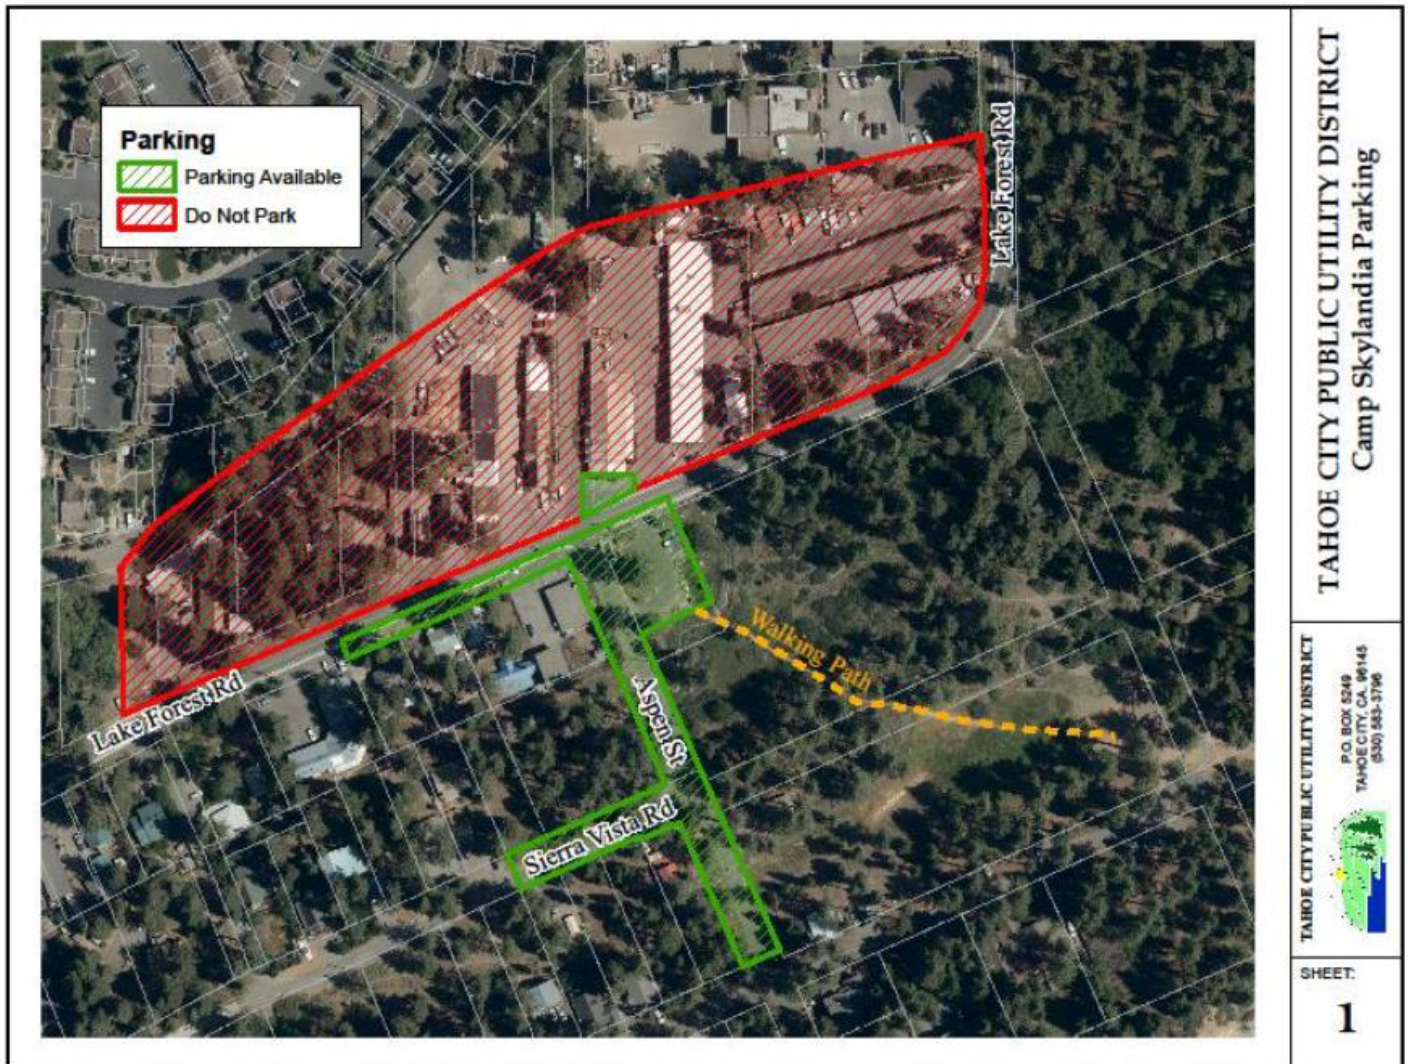 Parking
Parking Available
Do Not Park
Lake Forest Rd
Lake Forest Rd
Walking Path
Aspen St
Sierra Vista Rd
TAHOE CITY PUBLIC UTILITY DISTRICT
Camp Skylandia Parking
TAHOE CITY PUBLIC UTILITY DISTRICT
P.O. BOX 5249
TAHOE CITY, CA. 96145
(530) 583-3796
SHEET:
1